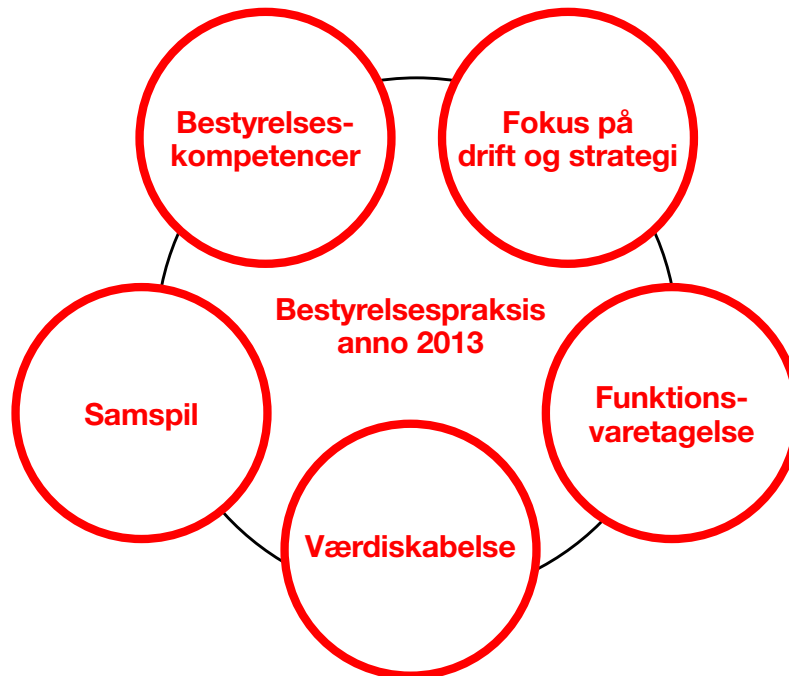 Bestyrelses-
kompetencer
Fokus på
drift og strategi
Bestyrelsespraksis
anno 2013
Samspil
Funktions-
varetagelse
Værdiskabelse